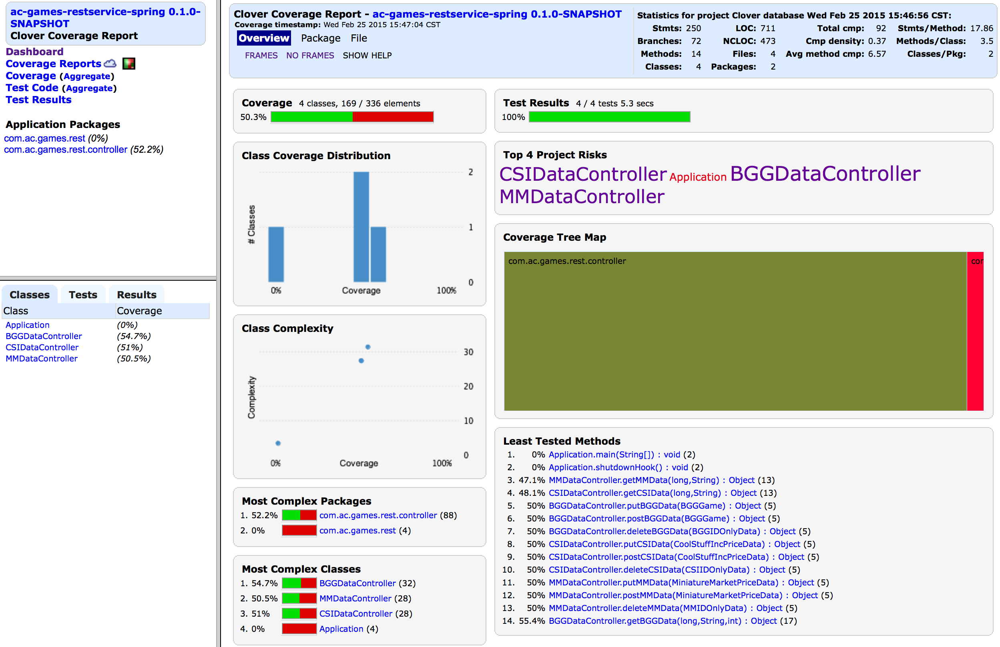 ac-games-restservice-spring 0.1.0-
SNAPSHOT
Clover Coverage Report
Dashboard
Coverage Reports
Coverage (Aggregate)
Test Code (Aggregate)
Test Results
Application Packages
com.ac.games.rest (0%)
com.ac.games.rest.controller (52.2%)
Classes Tests Results
Class Coverage
Application (0%)
BGGDataController (54.7%)
CSIDataController (51%)
MMDataController (50.5%)
Clover Coverage Report - ac-games-restservice-spring 0.1.0-SNAPSHOT
Coverage timestamp: Wed Feb 25 2015 15:47:04 CST
Overview Package File
FRAMES NO FRAMES SHOW HELP
Statistics for project Clover database Wed Feb 25 2015 15:46:56 CST:
Stmts: 250 LOC: 711 Total cmp: 92 Stmts/Method: 17.86
Branches: 72 NCLOC: 473 Cmp density: 0.37 Methods/Class: 3.5
Methods: 14 Files: 4 Avg method cmp: 6.57 Classes/Pkg: 2
Classes: 4 Packages: 2
Coverage 4 classes, 169 / 336 elements
50.3%
Class Coverage Distribution
2
1
0
# Classes
0% Coverage 100%
Class Complexity
30
20
10
0
Complexity
0% Coverage 100%
Most Complex Packages
1. 52.2% com.ac.games.rest.controller (88)
2. 0% com.ac.games.rest (4)
Most Complex Classes
1. 54.7% BGGDataController (32)
2. 50.5% MMDataController (28)
3. 51% CSIDataController (28)
4. 0% Application (4)
Test Results 4 / 4 tests 5.3 secs
100%
Top 4 Project Risks
CSIDataController Application BGGDataController
MMDataController
Coverage Tree Map
com.ac.games.rest.controller cor
Least Tested Methods
1. 0% Application.main(String[]) : void (2)
2. 0% Application.shutdownHook() : void (2)
3. 47.1% MMDataController.getMMData(long,String) : Object (13)
4. 48.1% CSIDataController.getCSIData(long,String) : Object (13)
5. 50% BGGDataController.putBGGData(BGGGame) : Object (5)
6. 50% BGGDataController.postBGGData(BGGGame) : Object (5)
7. 50% BGGDataController.deleteBGGData(BGGIDOnlyData) : Object (5)
8. 50% CSIDataController.putCSIData(CoolStuffIncPriceData) : Object (5)
9. 50% CSIDataController.postCSIData(CoolStuffIncPriceData) : Object (5)
10. 50% CSIDataController.deleteCSIData(CSIIDOnlyData) : Object (5)
11. 50% MMDataController.putMMData(MiniatureMarketPriceData) : Object (5)
12. 50% MMDataController.postMMData(MiniatureMarketPriceData) : Object (5)
13. 50% MMDataController.deleteMMData(MMIDOnlyData) : Object (5)
14. 55.4% BGGDataController.getBGGData(long,String,int) : Object (17)